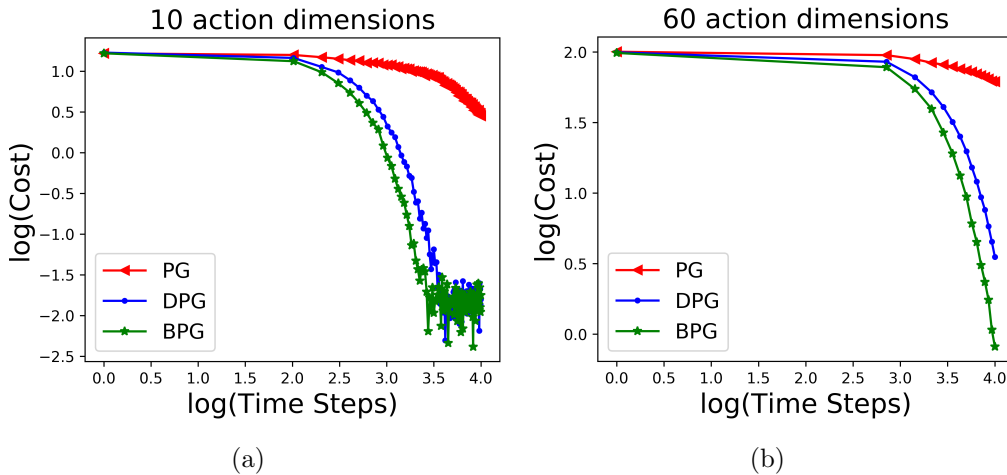 10 action dimensions
log(Cost)
1.0
0.5
0.0
−0.5
−1.0
−1.5
−2.0
−2.5
PG
DPG
BPG
0.0 0.5 1.0 1.5 2.0 2.5 3.0 3.5 4.0
log(Time Steps)
(a)
60 action dimensions
log(Cost)
2.0
1.5
1.0
0.5
0.0
PG
DPG
BPG
0.0 0.5 1.0 1.5 2.0 2.5 3.0 3.5 4.0
log(Time Steps)
(b)